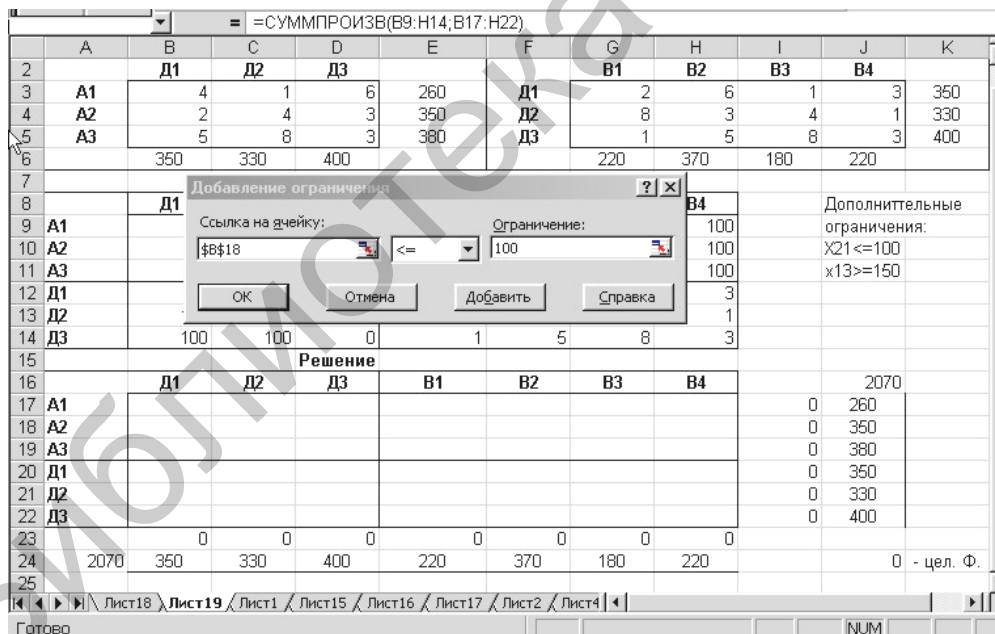 = =СУММПРОИЗВ(B9:H14;B17:H22)
A B C D E F G H I J K
2 Д1 Д2 Д3 В1 В2 В3 В4
3 А1 4 1 6 260 Д1 2 6 1 3 350
4 А2 2 4 3 350 Д2 8 3 4 1 330
5 А3 5 8 3 380 Д3 1 5 8 3 400
6 350 330 400 220 370 180 220
7
Добавление ограничения
8 Д1 В4 Дополниттельные
Ссылка на ячейку: Ограничение:
9 А1 100 ограничения:
$B$18 <= 100
10 А2 100 X21<=100
11 А3 100 x13>=150
ОК Отмена Добавить Справка
12 Д1 3
13 Д2 1
14 Д3 100 100 0 1 5 8 3
15 Решение
16 Д1 Д2 Д3 В1 В2 В3 В4 2070
17 А1 0 260
18 А2 0 350
19 А3 0 380
20 Д1 0 350
21 Д2 0 330
22 Д3 0 400
23 0 0 0 0 0 0 0
24 2070 350 330 400 220 370 180 220 0 - цел. Ф.
25
Лист18 Лист19 Лист1 Лист15 Лист16 Лист17 Лист2 Лист4
Готово NUM
библиотека